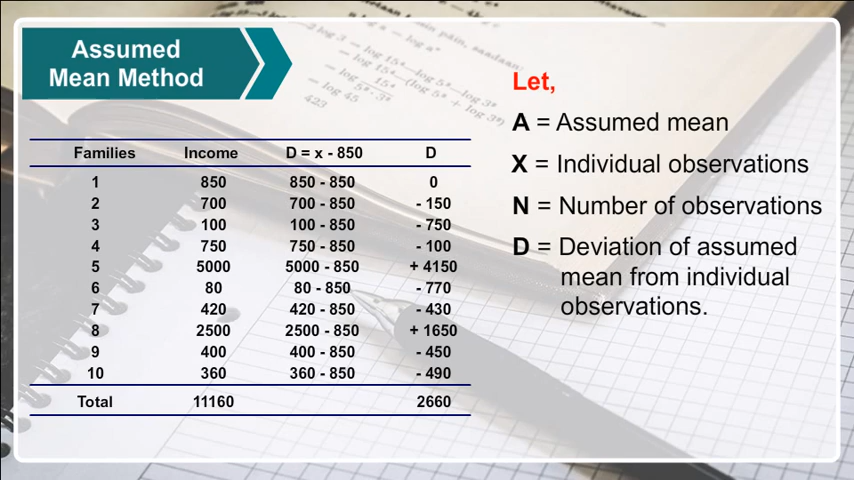 Assumed
Mean Method
Let,
A = Assumed mean
X = Individual observations
N = Number of observations
D = Deviation of assumed
mean from individual
observations.
Families Income D = x - 850 D
1 850 850 - 850 0
2 700 700 - 850 - 150
3 100 100 - 850 - 750
4 750 750 - 850 - 100
5 5000 5000 - 850 + 4150
6 80 80 - 850 - 770
7 420 420 - 850 - 430
8 2500 2500 - 850 + 1650
9 400 400 - 850 - 450
10 360 360 - 850 - 490
Total 11160 2660